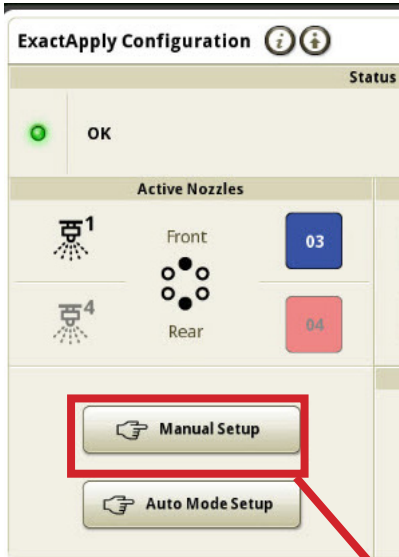 ExactApply Configuration
Status
OK
Active Nozzles
1
Front
03
4
Rear
04
Manual Setup
Auto Mode Setup